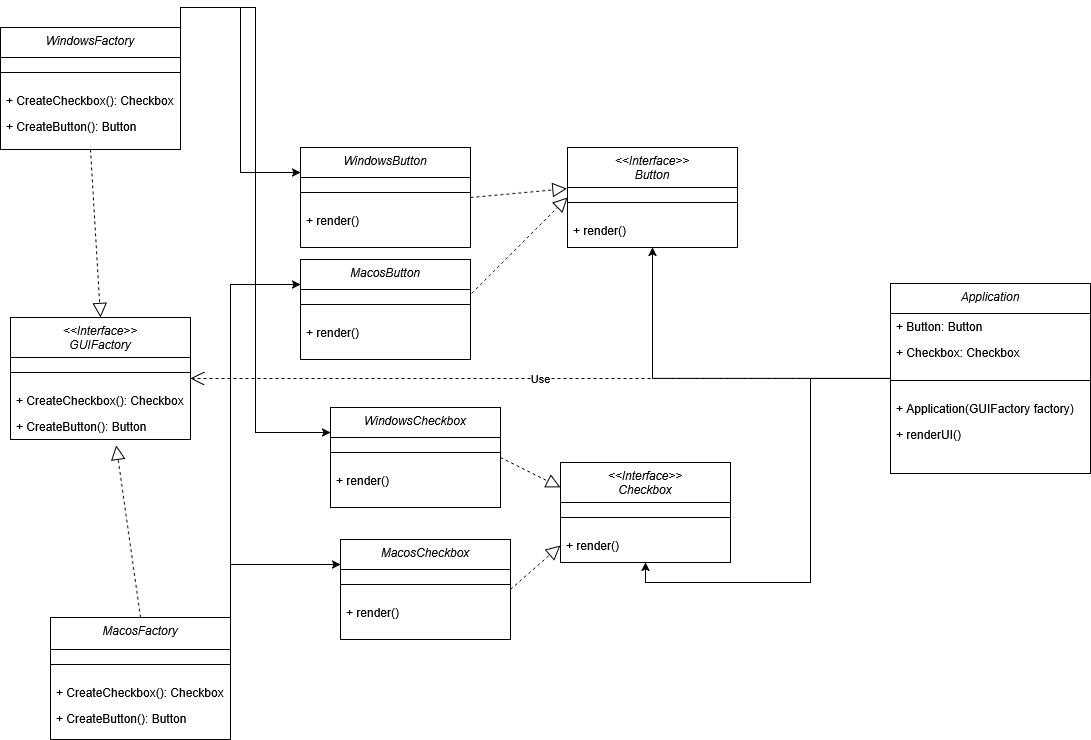 WindowsFactory
+ CreateCheckbox(): Checkbox
+ CreateButton(): Button
WindowsButton
+ render()
<<Interface>>
Button
+ render()
MacosButton
+ render()
Application
+ Button: Button
+ Checkbox: Checkbox
+ Application(GUIFactory factory)
+ renderUI()
<<Interface>>
GUIFactory
+ CreateCheckbox(): Checkbox
+ CreateButton(): Button
Use
WindowsCheckbox
+ render()
<<Interface>>
Checkbox
+ render()
MacosCheckbox
+ render()
MacosFactory
+ CreateCheckbox(): Checkbox
+ CreateButton(): Button